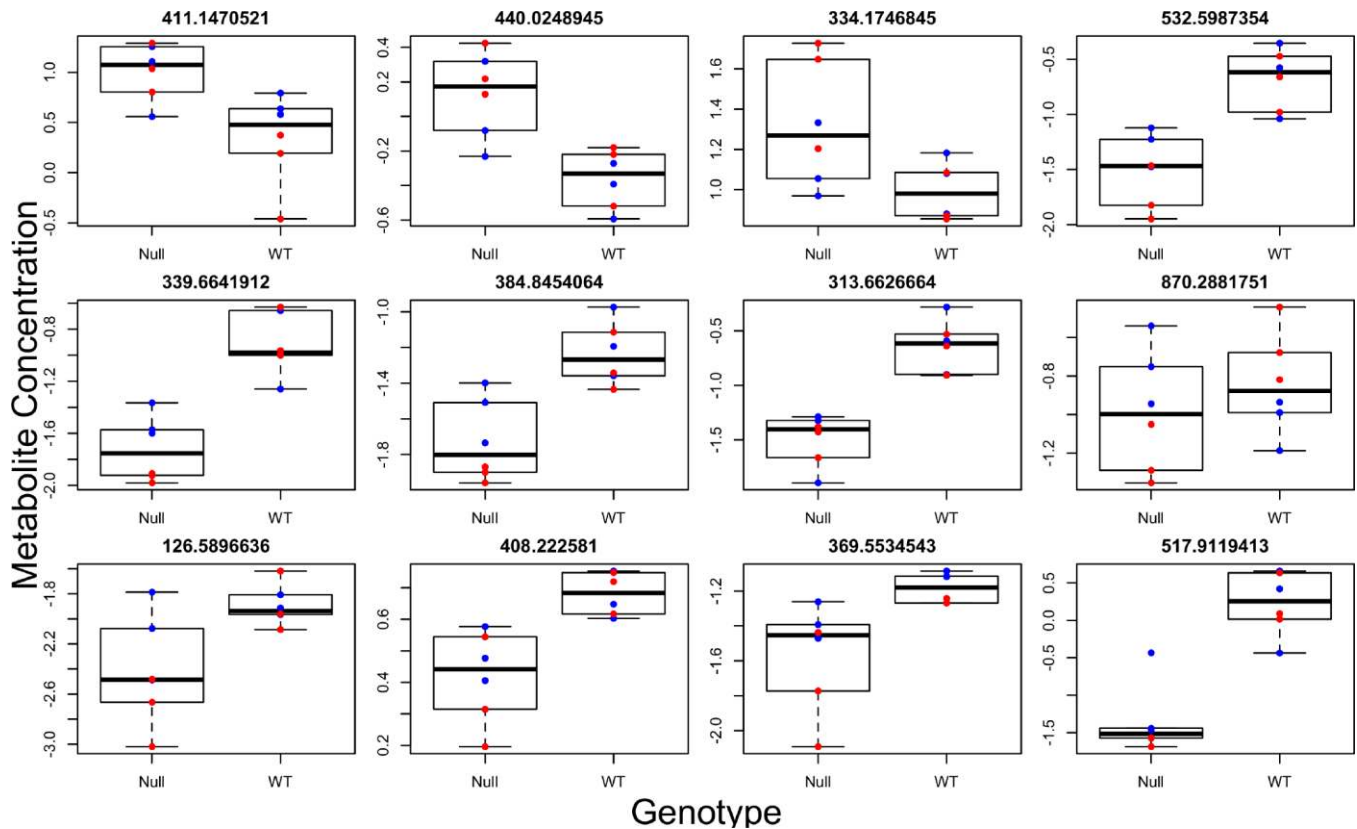 411.1470521
440.0248945
334.1746845
532.5987354
1.0
0.5
0.0
-0.5
Null
WT
0.4
0.2
-0.2
-0.6
Null
WT
1.6
1.4
1.2
1.0
Null
WT
-0.5
-1.0
-1.5
-2.0
Null
WT
339.6641912
384.8454064
313.6626664
870.2881751
-0.8
-1.2
-1.6
-2.0
Null
WT
-1.0
-1.4
-1.8
Null
WT
-0.5
-1.0
-1.5
Null
WT
-0.8
-1.2
Null
WT
126.5896636
408.222581
369.5534543
517.9119413
-1.8
-2.2
-2.6
-3.0
Null
WT
0.6
0.4
0.2
Null
WT
-1.2
-1.6
-2.0
Null
WT
0.5
0.0
-0.5
-1.5
Null
WT
Metabolite Concentration
Genotype